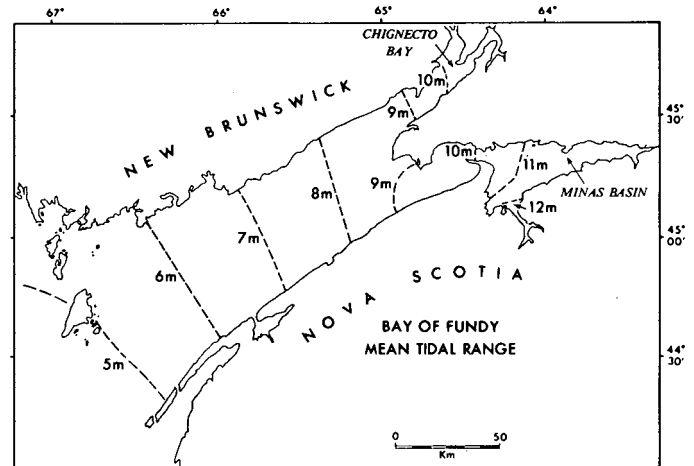 67°
65°
64°
CHIGNECTO
BAY
10m
9m
NEW BRUNSWICK
45°
30'
10m
11m
MINAS BASIN
12m
9m
8m
7m
6m
5m
45°
00'
NOVA SCOTIA
BAY OF FUNDY
MEAN TIDAL RANGE
44°
30'
0
50
Km